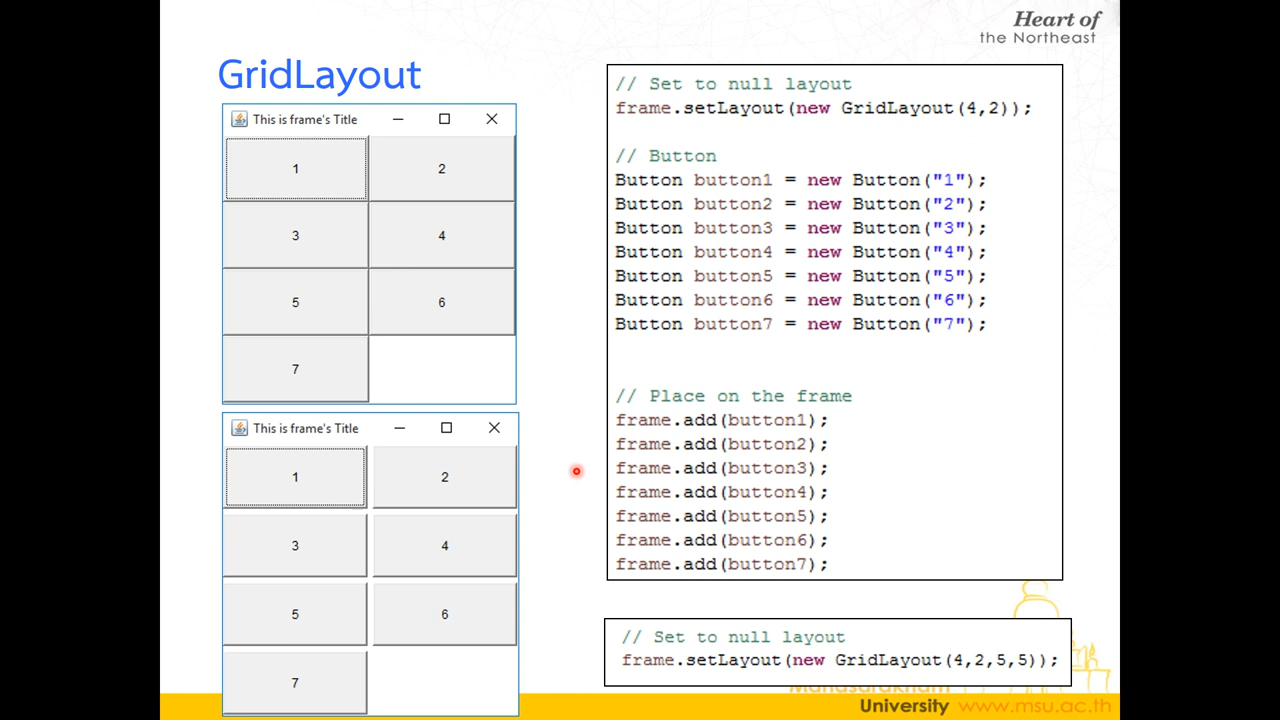 Heart of
the Northeast
GridLayout
This is frame's Title
1
2
3
4
5
6
7
This is frame's Title
1
2
3
4
5
6
7
// Set to null layout
frame.setLayout(new GridLayout(4,2));
// Button
Button button1 = new Button("1");
Button button2 = new Button("2");
Button button3 = new Button("3");
Button button4 = new Button("4");
Button button5 = new Button("5");
Button button6 = new Button("6");
Button button7 = new Button("7");
// Place on the frame
frame.add(button1);
frame.add(button2);
frame.add(button3);
frame.add(button4);
frame.add(button5);
frame.add(button6);
frame.add(button7);
// Set to null layout
frame.setLayout(new GridLayout(4,2,5,5));
University www.msu.ac.th